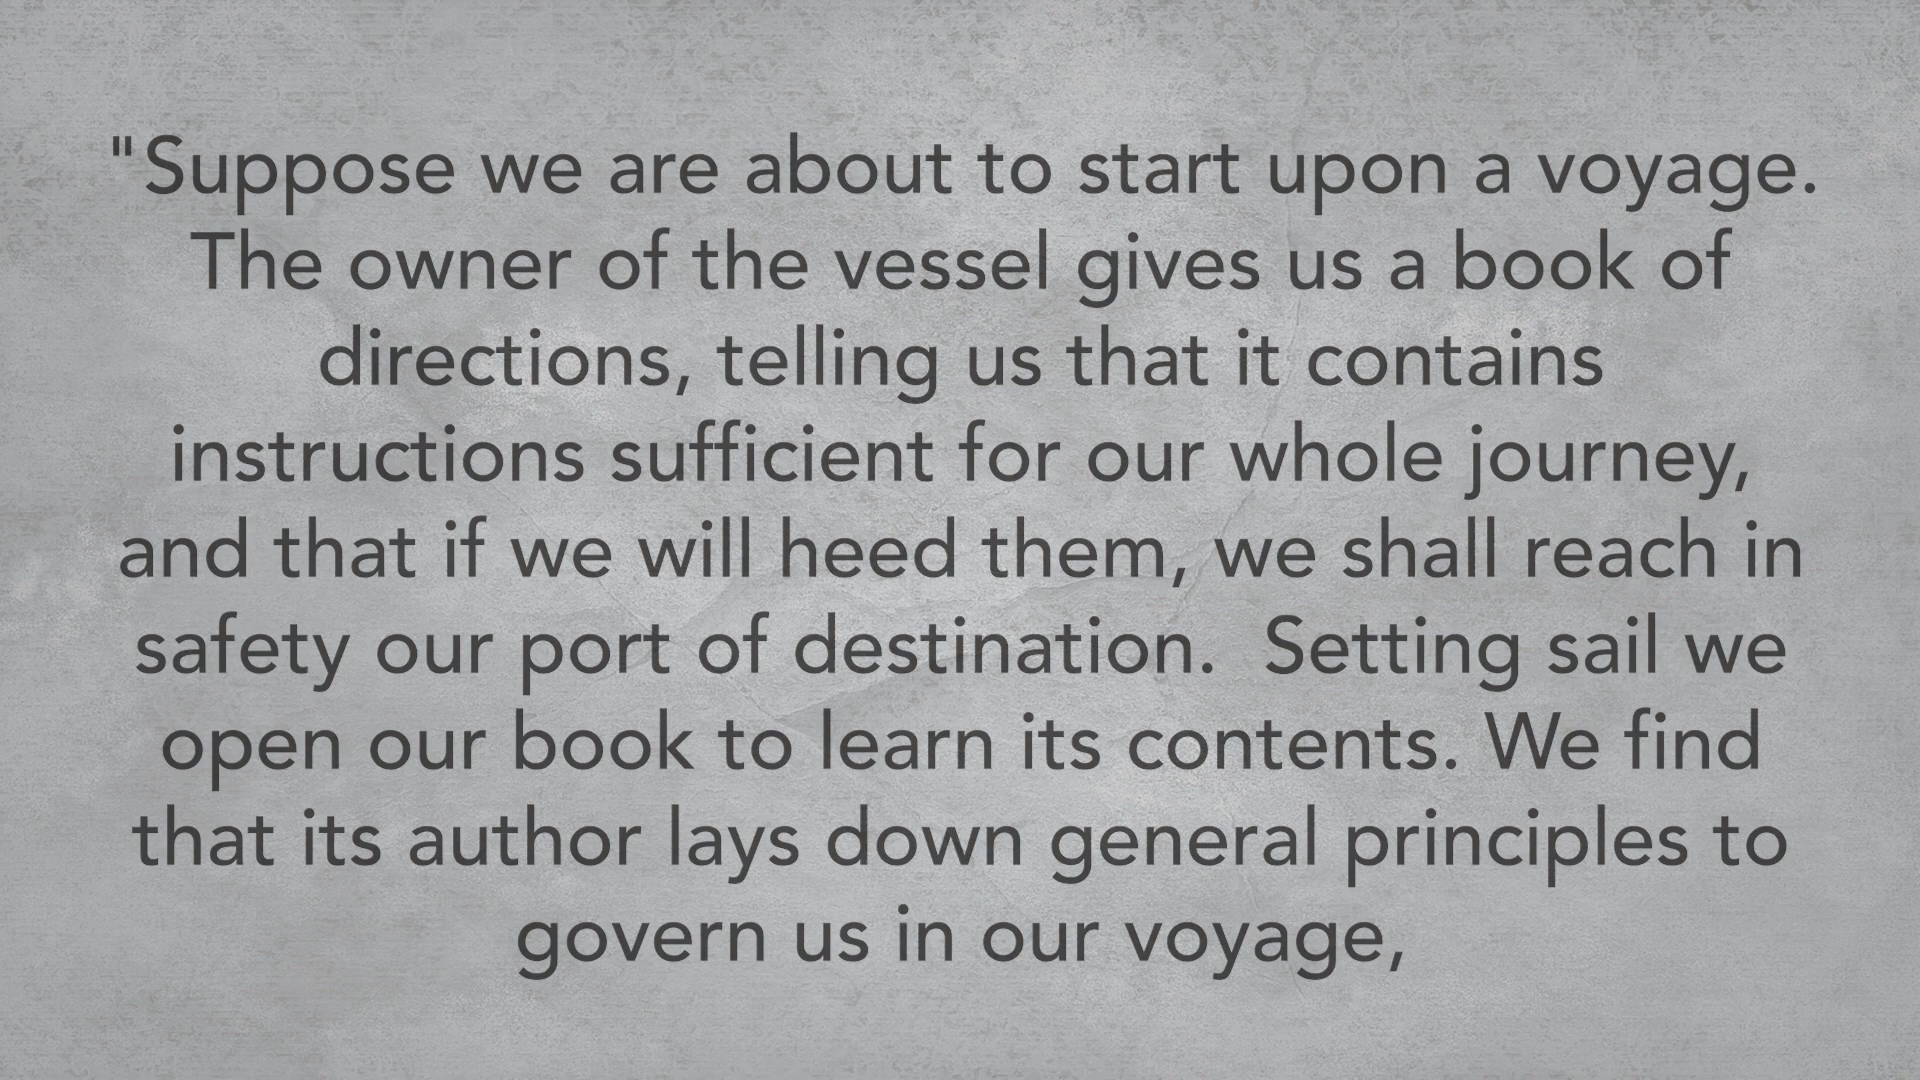 "Suppose we are about to start upon a voyage.
The owner of the vessel gives us a book of
directions, telling us that it contains
instructions sufficient for our whole journey,
and that if we will heed them, we shall reach in
safety our port of destination.  Setting sail we
open our book to learn its contents. We find
that its author lays down general principles to
govern us in our voyage,